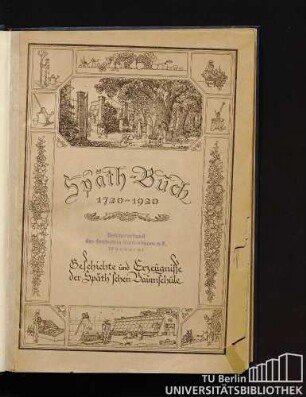 Späth-Buch
1720-1920
Geschichte und Erzeugnisse
der Späth'schen Baumschule.
TU Berlin
UNIVERSITÄTSBIBLIOTHEK